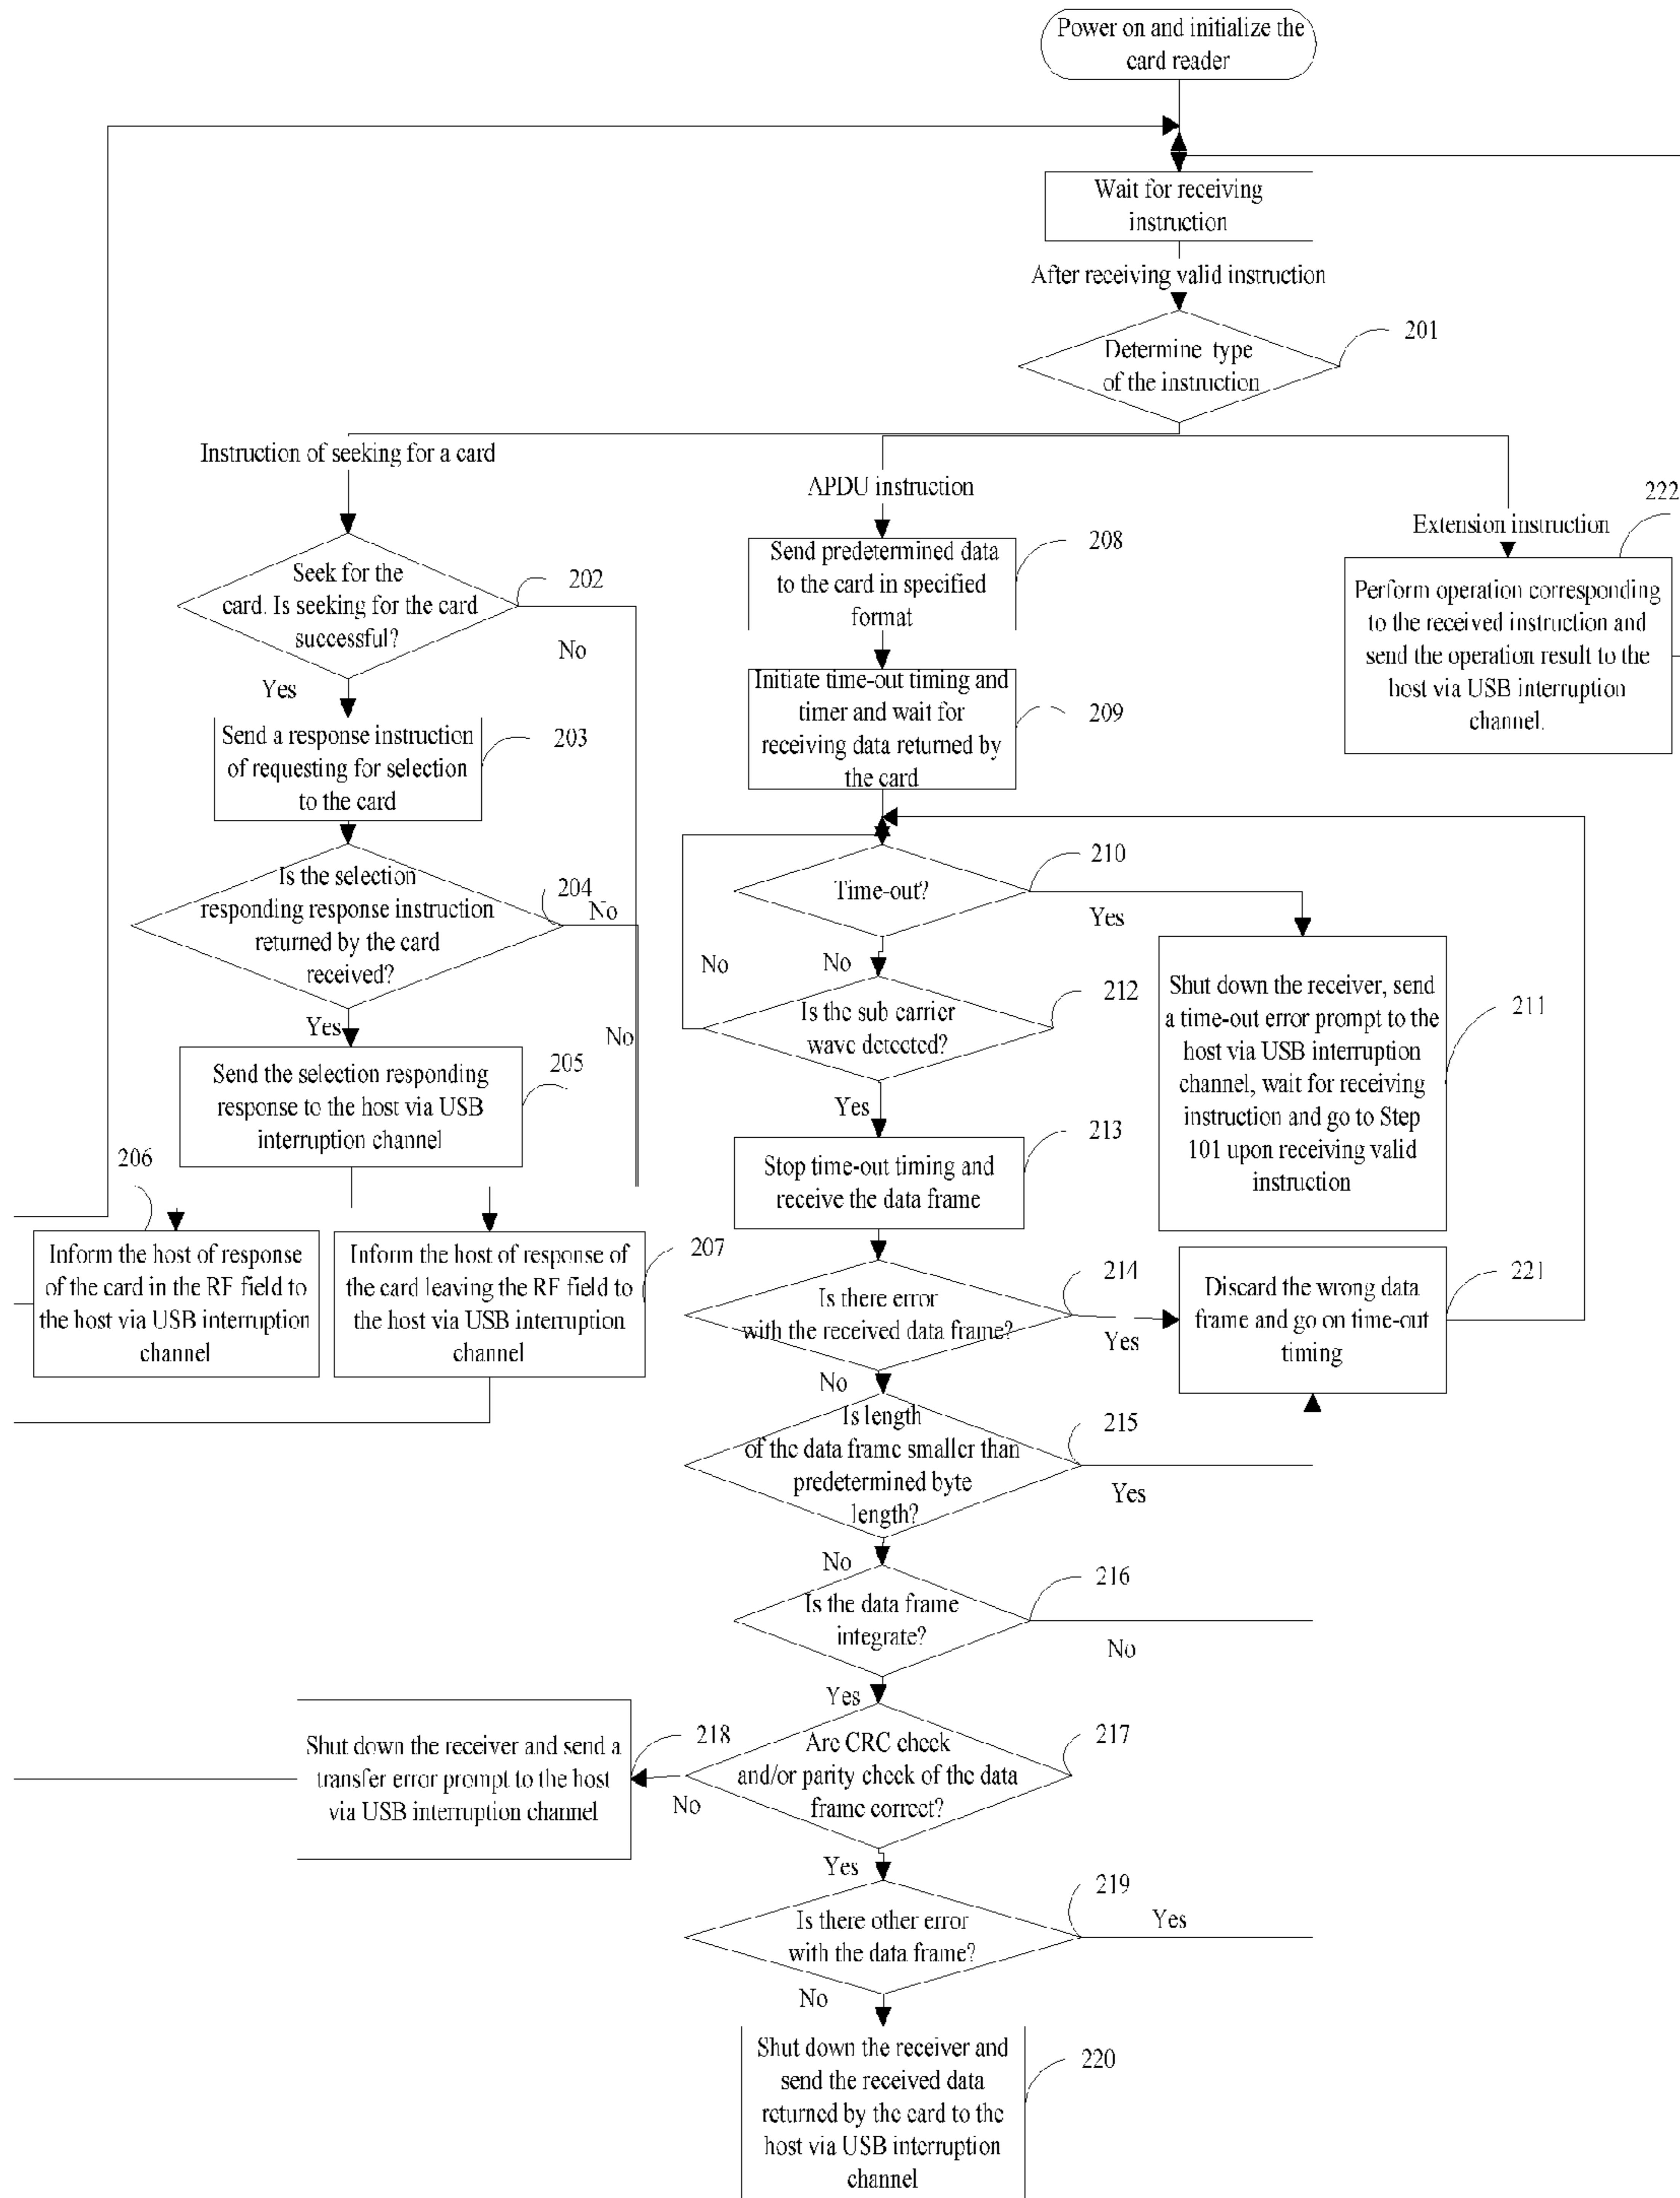 Power on and initialize the
card reader
Wait for receiving
instruction
After receiving valid instruction
201
Determine type
of the instruction
Instruction of seeking for a card
APDU instruction
222
Extension instruction
Seek for the
card. Is seeking for the card
successful?
202
No
Yes
Send predetermined data
to the card in specified
format
208
Perform operation corresponding
to the received instruction and
send the operation result to the
host via USB interruption
channel.
Initiate time-out timing and
timer and wait for
receiving data returned by
the card
209
Send a response instruction
of requesting for selection
to the card
203
Is the selection
responding response instruction
returned by the card
received?
204
No
Yes
No
Time-out?
210
Yes
No
No
Is the sub carrier
wave detected?
212
Yes
Shut down the receiver, send
a time-out error prompt to the
host via USB interruption
channel, wait for receiving
instruction and go to Step
101 upon receiving valid
instruction
211
Send the selection responding
response to the host via USB
interruption channel
205
Stop time-out timing and
receive the data frame
213
206
Inform the host of response
of the card in the RF field to
the host via USB interruption
channel
Inform the host of response of
the card leaving the RF field to
the host via USB interruption
channel
207
Is there error
with the received data frame?
214
Yes
No
Discard the wrong data
frame and go on time-out
timing
221
Is length
of the data frame smaller than
predetermined byte
length?
215
Yes
No
Is the data frame
integrate?
216
No
Yes
Are CRC check
and/or parity check of the data
frame correct?
217
No
Yes
Shut down the receiver and send a
transfer error prompt to the host
via USB interruption channel
218
Is there other error
with the data frame?
219
Yes
No
Shut down the receiver and
send the received data
returned by the card to the
host via USB interruption
channel
220